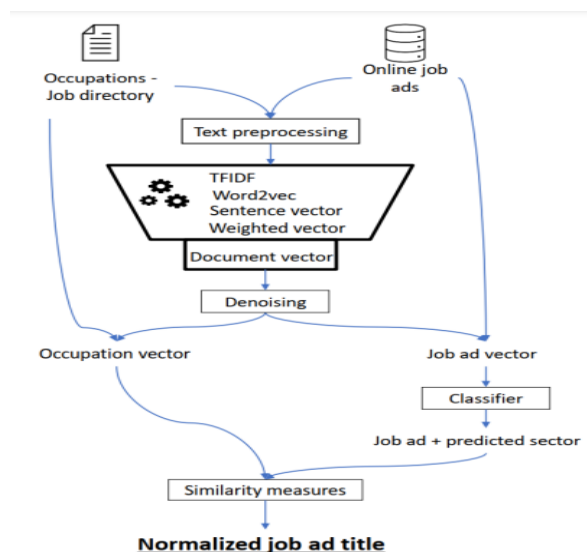 Occupations -
Job directory
Online job
ads
Text preprocessing
TFIDF
Word2vec
Sentence vector
Weighted vector
Document vector
Denoising
Occupation vector
Job ad vector
Classifier
Job ad + predicted sector
Similarity measures
Normalized job ad title